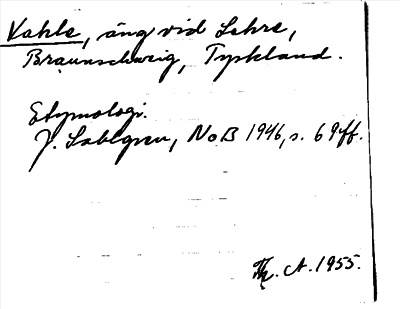 Vahle, äng vid Lehre,
Braunschweig, Tyskland.
Etymologi.
J. Sahlgren, NoB 1946, s. 69ff.
A. 1955.